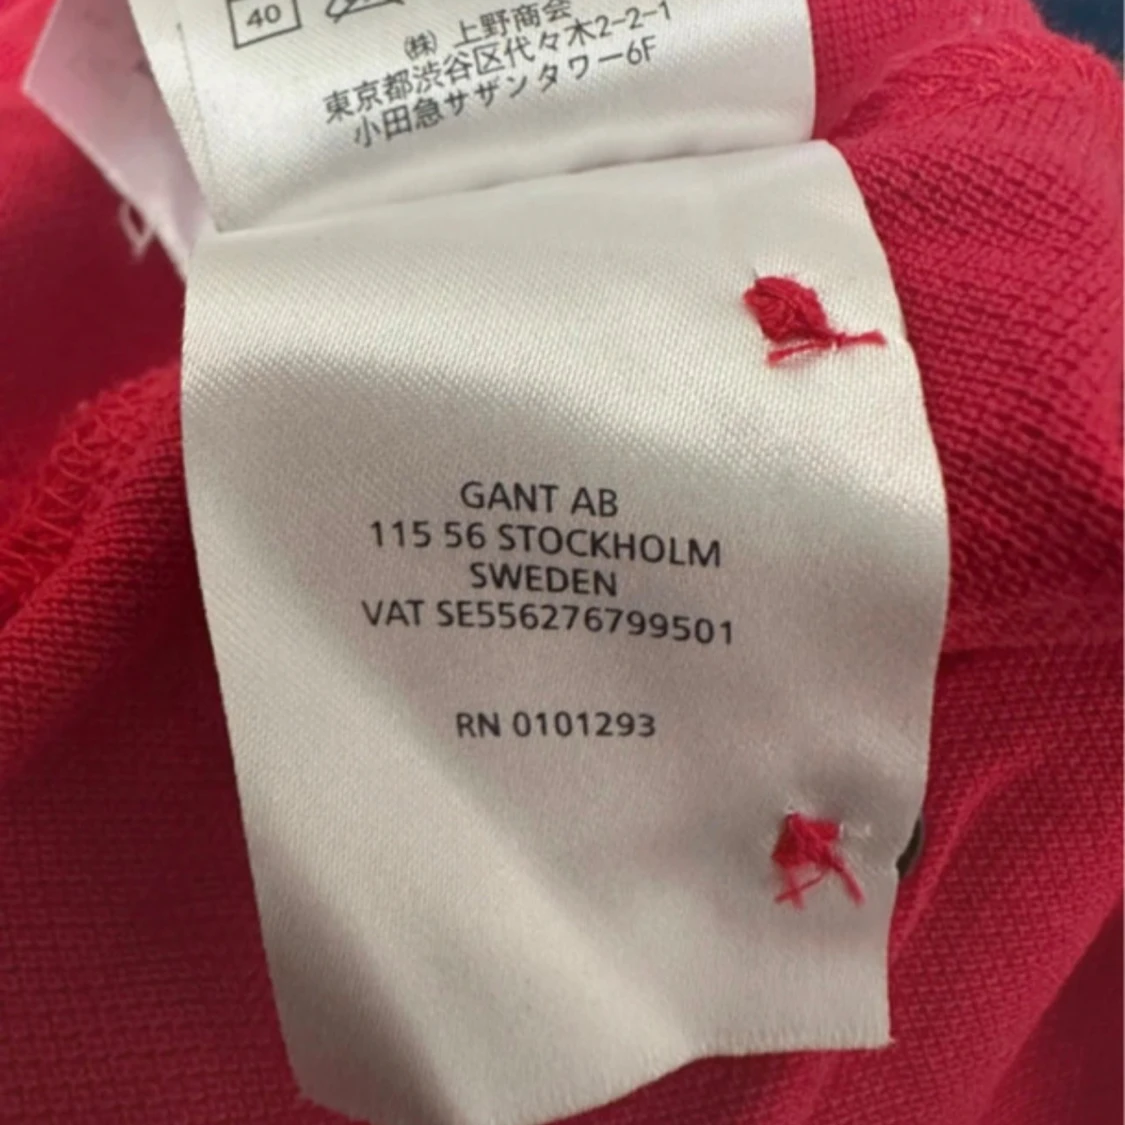 40
㈱ 上野商会
東京都渋谷区代々木2-2-1
小田急サザンタワー6F
GANT AB
115 56 STOCKHOLM
SWEDEN
VAT SE556276799501
RN 0101293